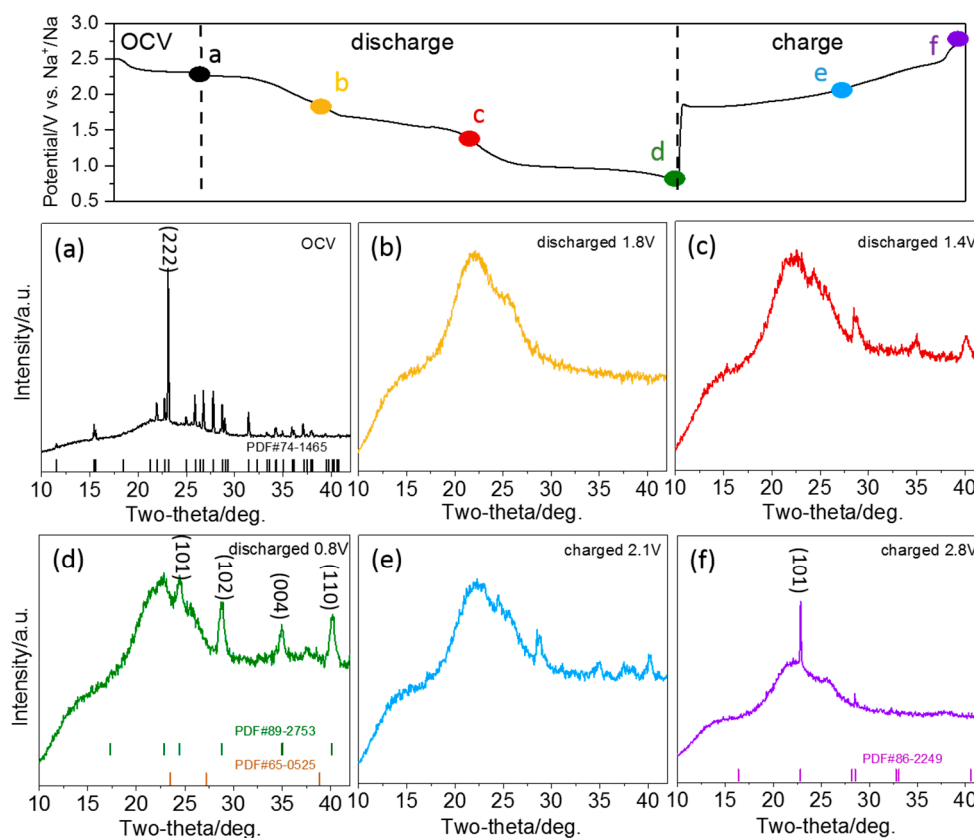 Potential/V vs. Na⁺/Na
3.0
2.5
2.0
1.5
1.0
0.5
OCV
discharge
charge
a
b
c
d
e
f
(a)
OCV
(222)
PDF#74-1465
Intensity/a.u.
10 15 20 25 30 35 40
Two-theta/deg.
(b)
discharged 1.8V
10 15 20 25 30 35 40
Two-theta/deg.
(c)
discharged 1.4V
10 15 20 25 30 35 40
Two-theta/deg.
(d)
discharged 0.8V
(101)
(102)
(004)
(110)
PDF#89-2753
PDF#65-0525
Intensity/a.u.
10 15 20 25 30 35 40
Two-theta/deg.
(e)
charged 2.1V
10 15 20 25 30 35 40
Two-theta/deg.
(f)
charged 2.8V
(101)
PDF#86-2249
10 15 20 25 30 35 40
Two-theta/deg.